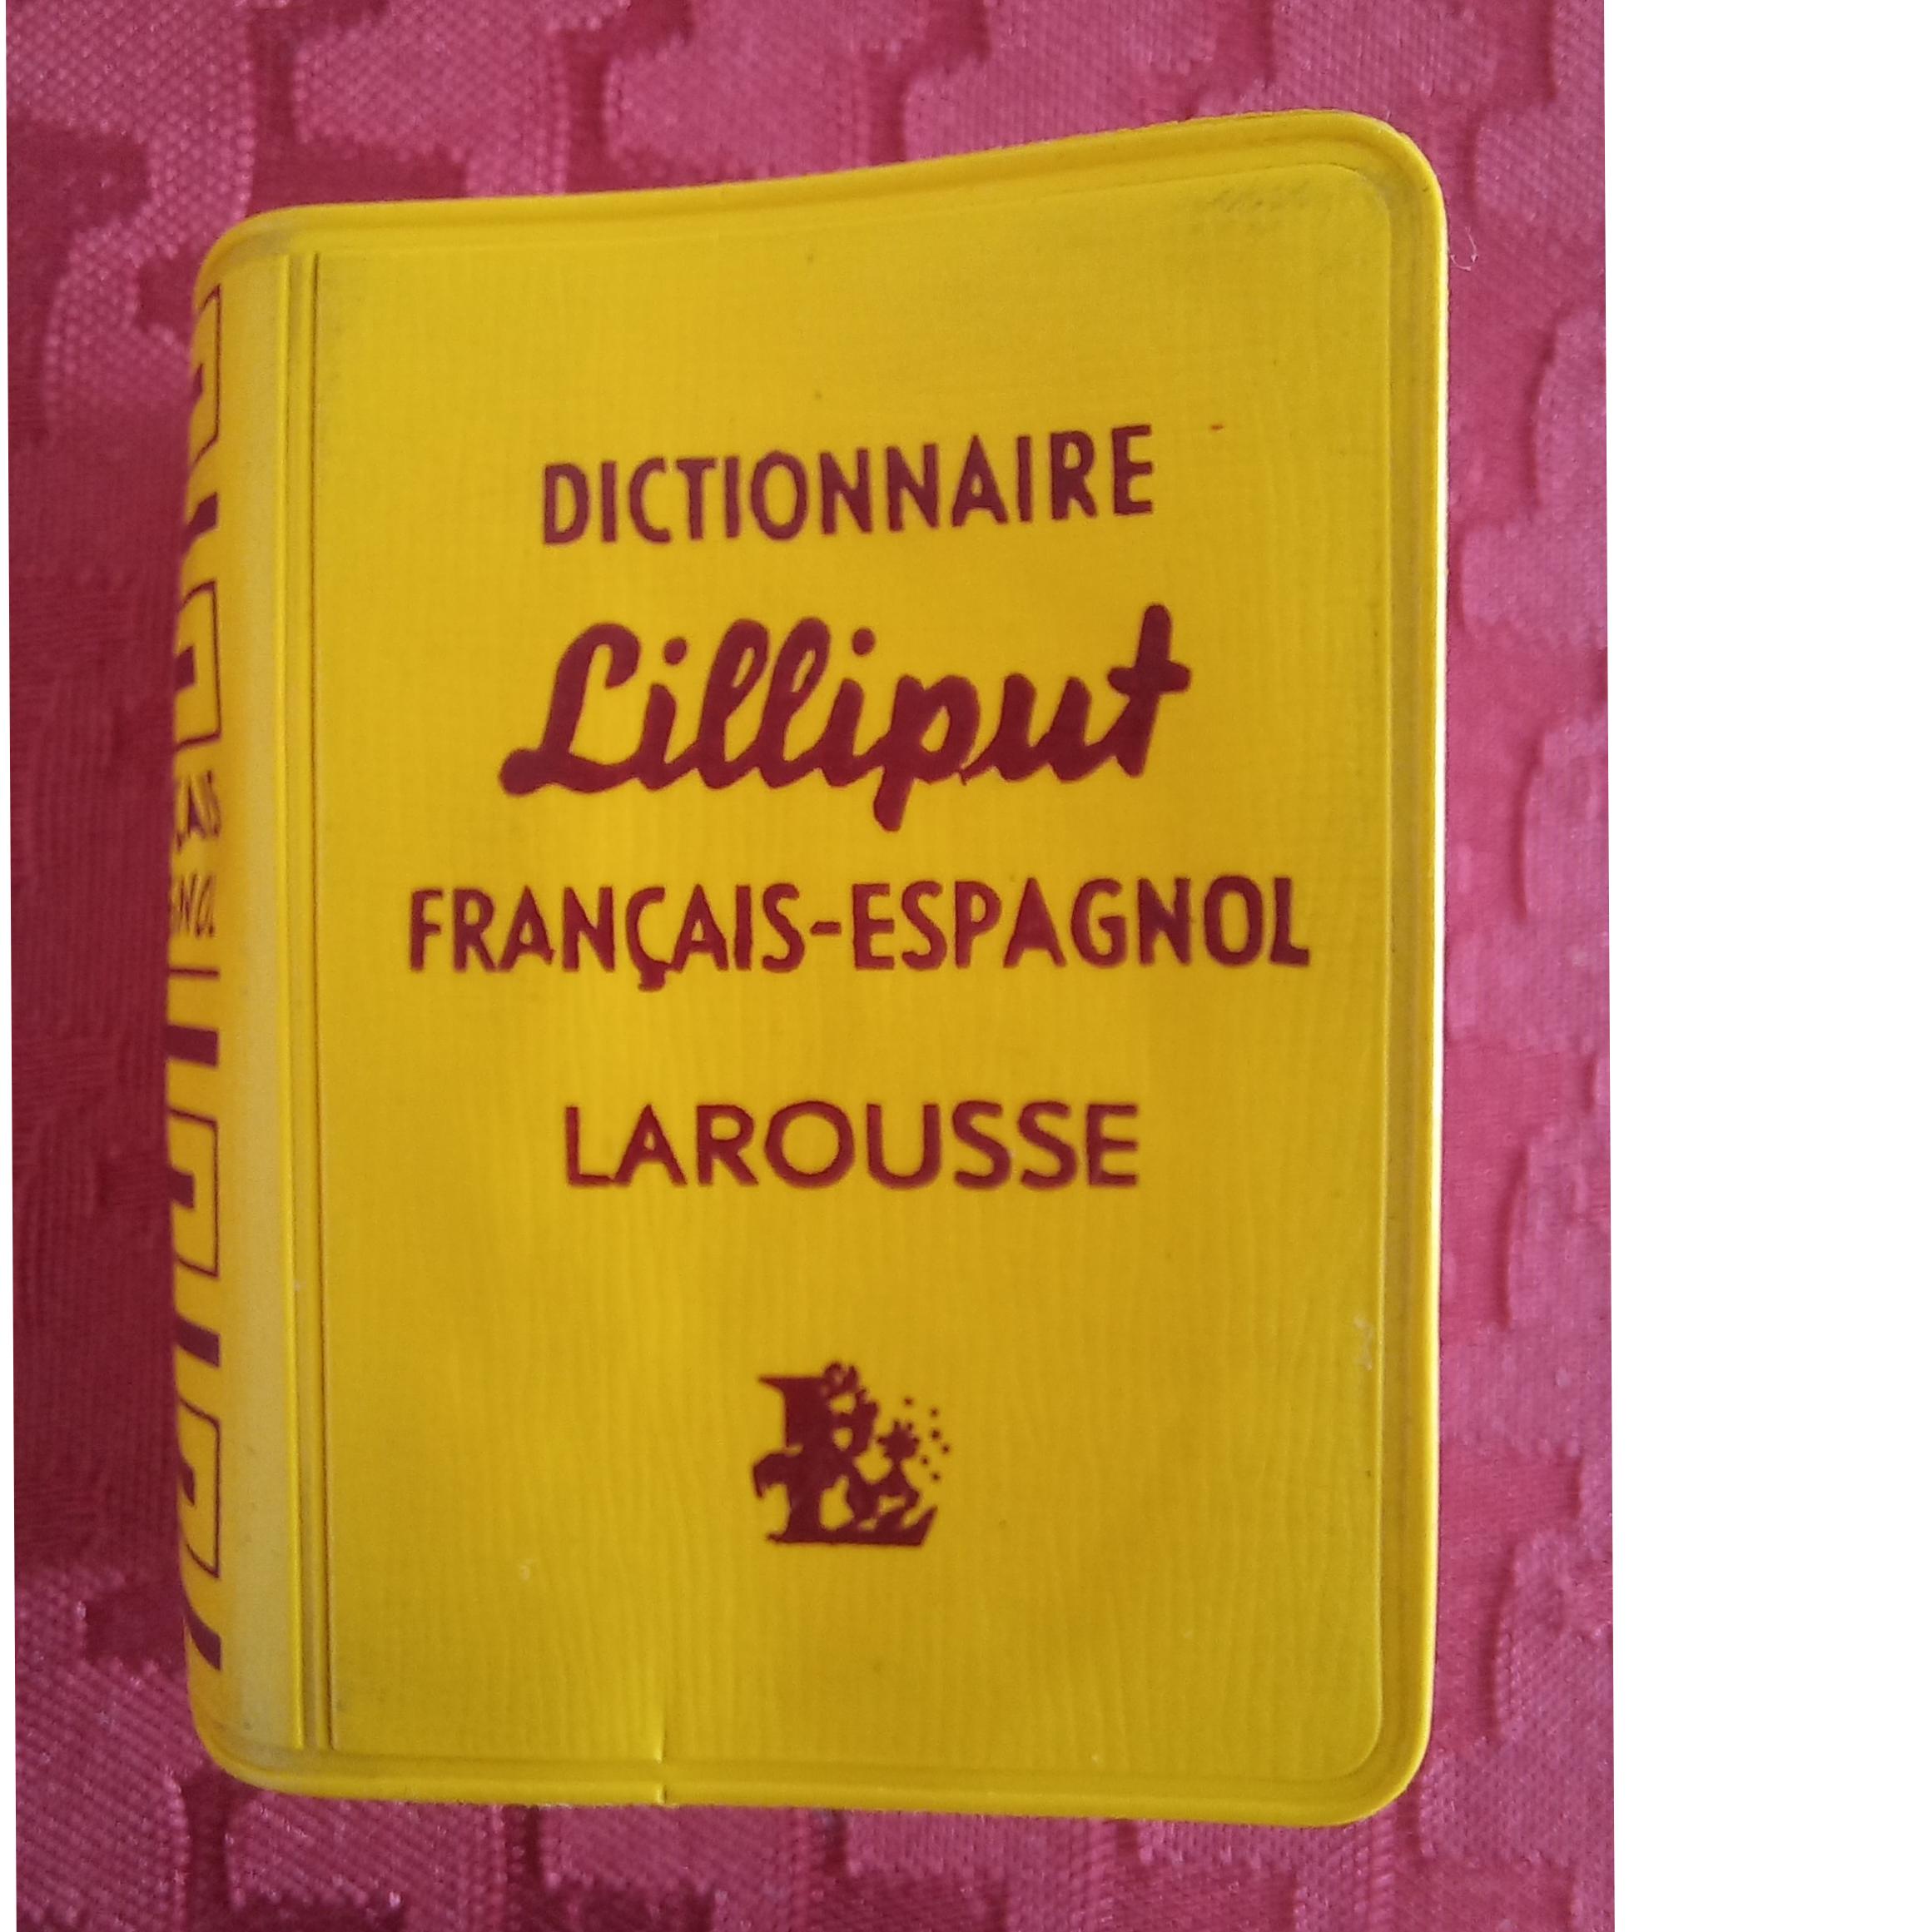 DICTIONNAIRE
Lilliput
FRANÇAIS-ESPAGNOL
LAROUSSE